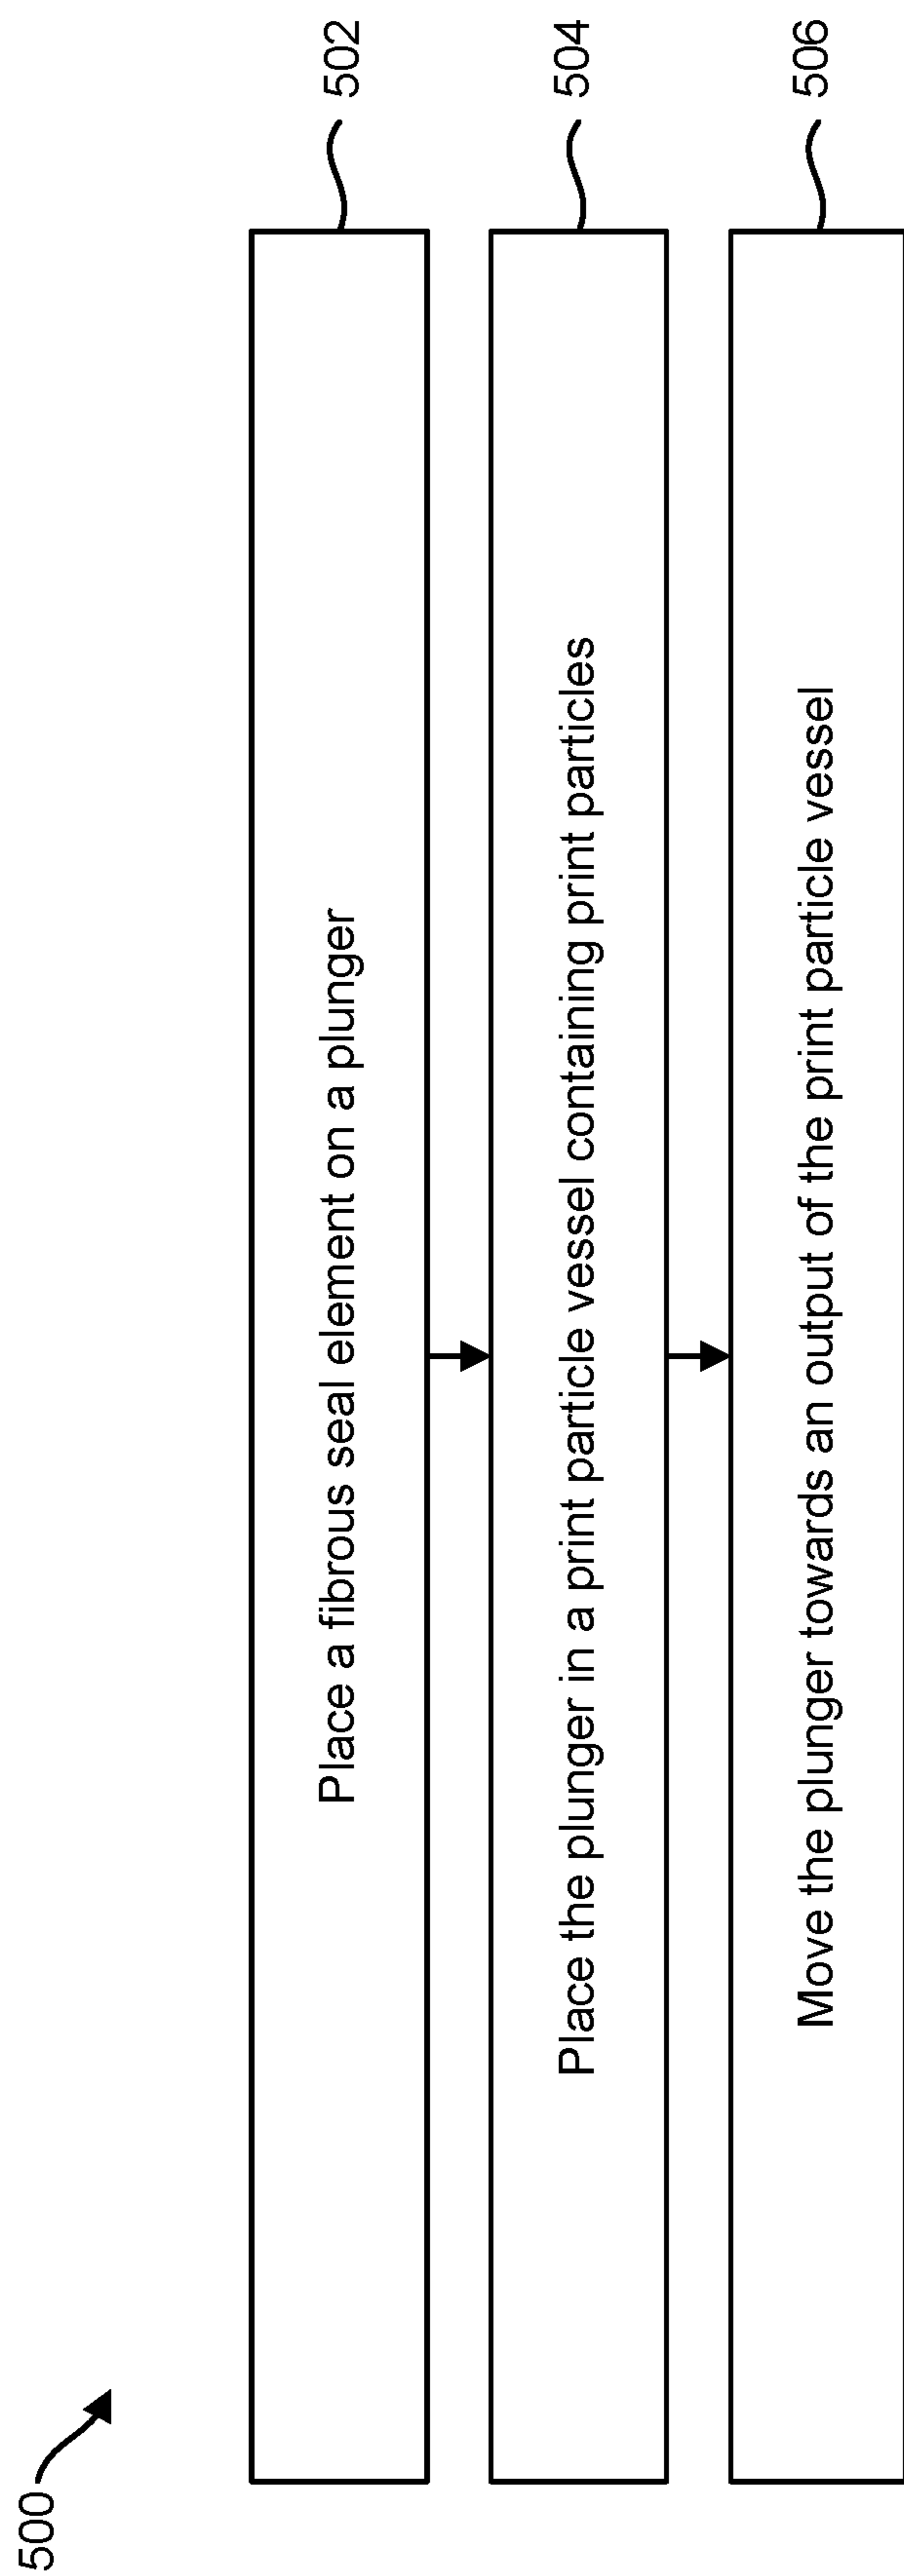 500
Place a fibrous seal element on a plunger
502
Place the plunger in a print particle vessel containing print particles
504
Move the plunger towards an output of the print particle vessel
506